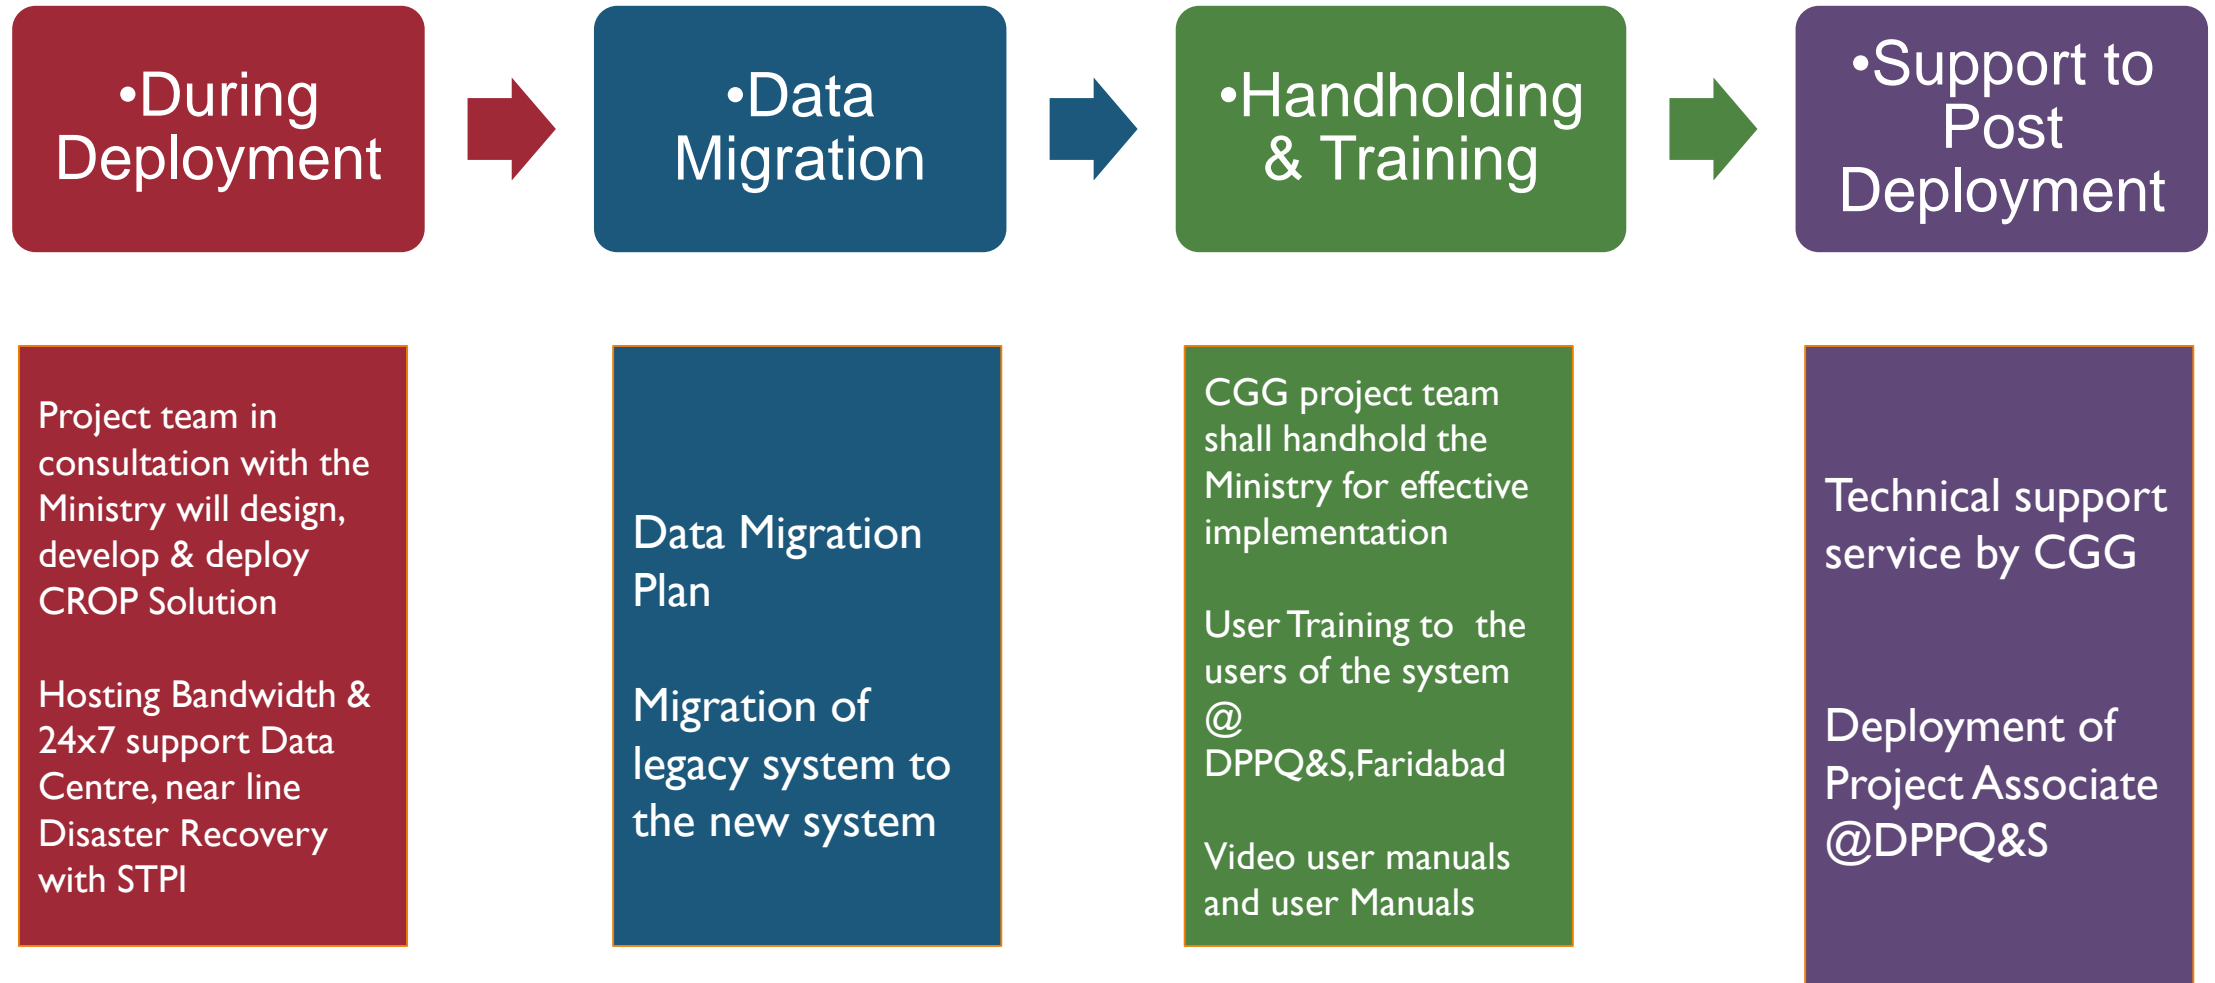 •During
Deployment
•Data
Migration
•Handholding
& Training
•Support to
Post
Deployment
Project team in
consultation with the
Ministry will design,
develop & deploy
CROP Solution
Hosting Bandwidth &
24x7 support Data
Centre, near line
Disaster Recovery
with STPI
Data Migration
Plan
Migration of
legacy system to
the new system
CGG project team
shall handhold the
Ministry for effective
implementation
User Training to  the
users of the system
@
DPPQ&S,Faridabad
Video user manuals
and user Manuals
Technical support
service by CGG
Deployment of
Project Associate
@DPPQ&S